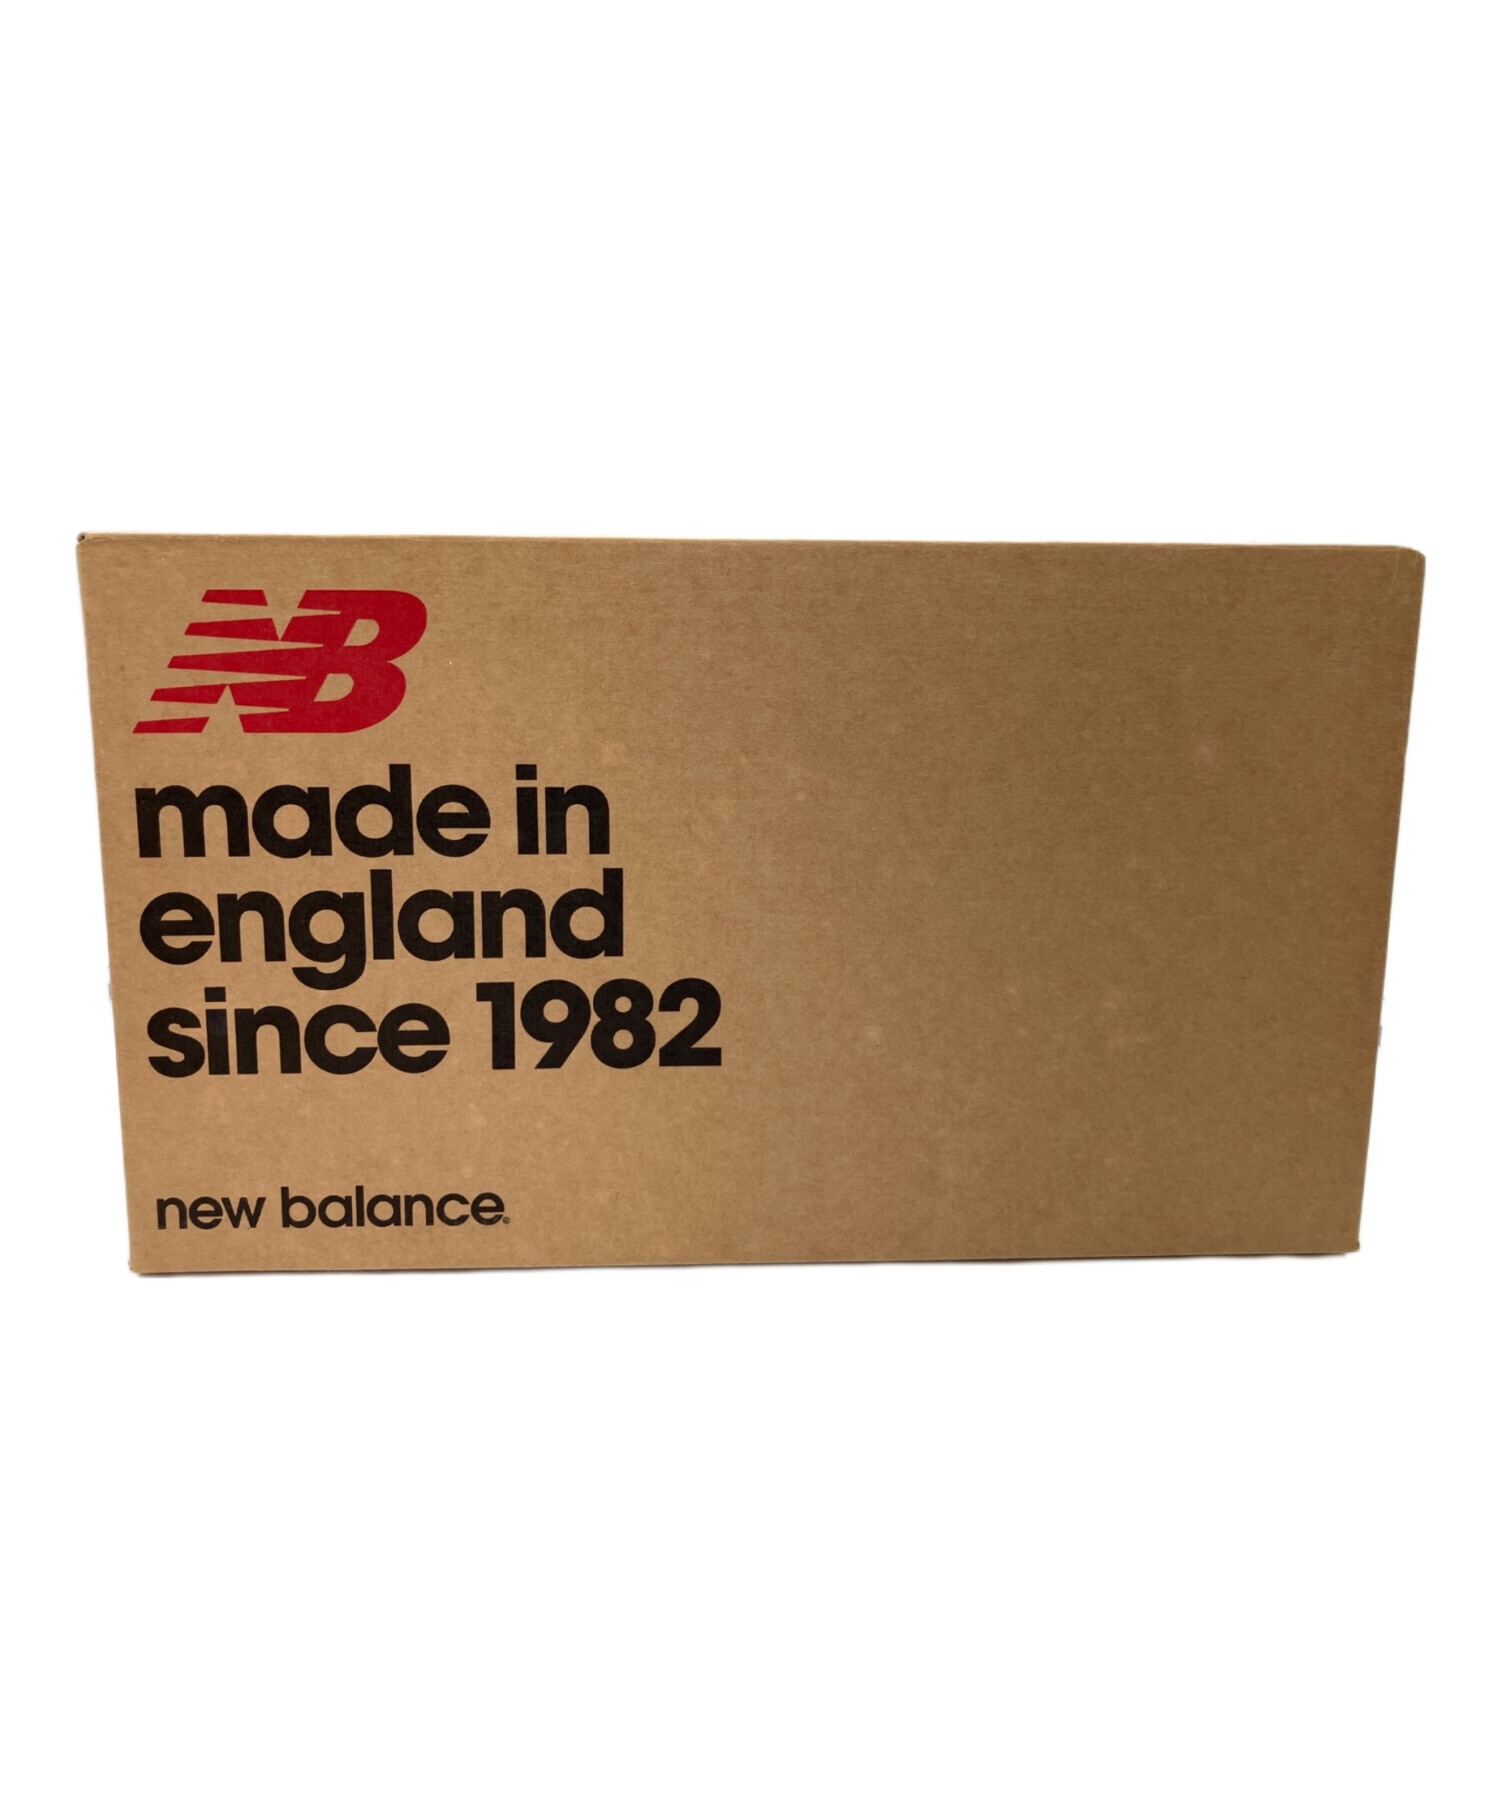 NB
made in
england
since 1982
new balance®